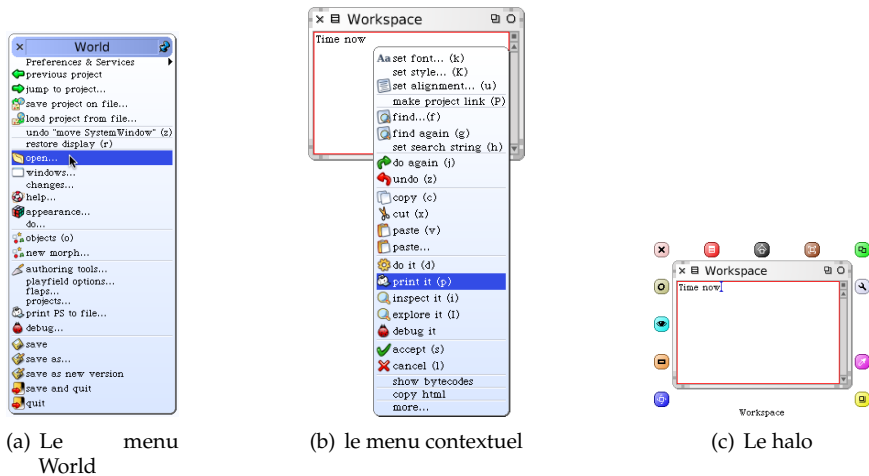 World
Preferences & Services
previous project
jump to project...
save project on file...
load project from file...
undo "move SystemWindow" (z)
restore display (r)
open...
windows...
changes...
help...
appearance...
do...
objects (o)
new morph...
authoring tools...
playfield options...
flaps...
projects...
print PS to file...
debug...
save
save as...
save as new version
save and quit
quit
(a) Le menu
World
Workspace
Time now
Aa set font... (k)
set style... (K)
set alignment... (u)
make project link (P)
find...(f)
find again (g)
set search string (h)
do again (j)
undo (z)
copy (c)
cut (x)
paste (v)
paste...
do it (d)
print it (p)
inspect it (i)
explore it (I)
debug it
accept (s)
cancel (l)
show bytecodes
copy html
more...
(b) le menu contextuel
Workspace
Time now
Workspace
(c) Le halo